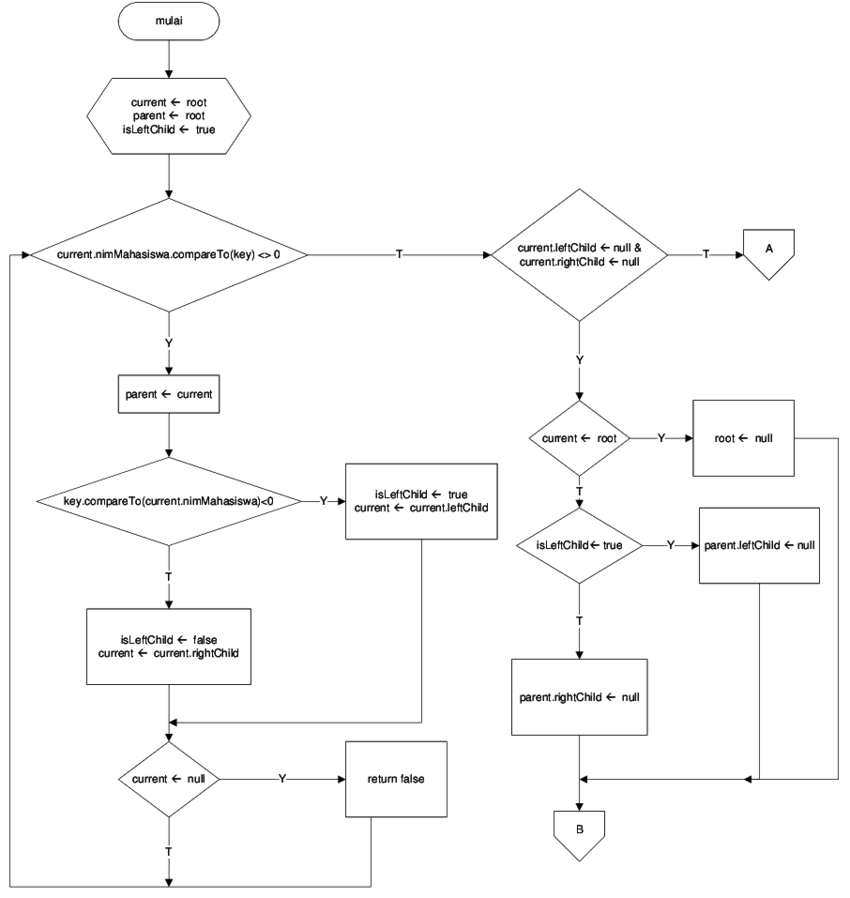 mulai
current ← root
parent ← root
isLeftChild ← true
current.nimMahasiswa.compareTo(key) <> 0
T
current.leftChild ← null &
current.rightChild ← null
T
A
Y
Y
parent ← current
current ← root
Y
root ← null
key.compareTo(current.nimMahasiswa)<0
Y
isLeftChild ← true
current ← current.leftChild
T
isLeftChild← true
Y
parent.leftChild ← null
T
T
isLeftChild ← false
current ← current.rightChild
parent.rightChild ← null
current ← null
Y
return false
B
T